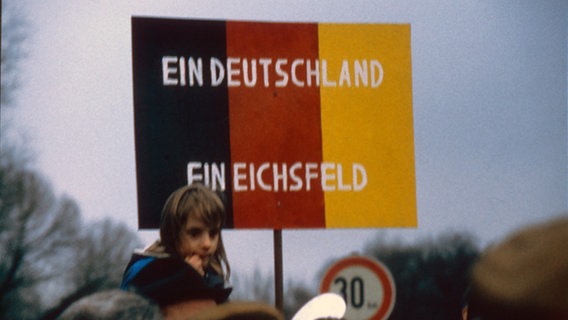 EIN DEUTSCHLAND
EIN EICHSFELD
30